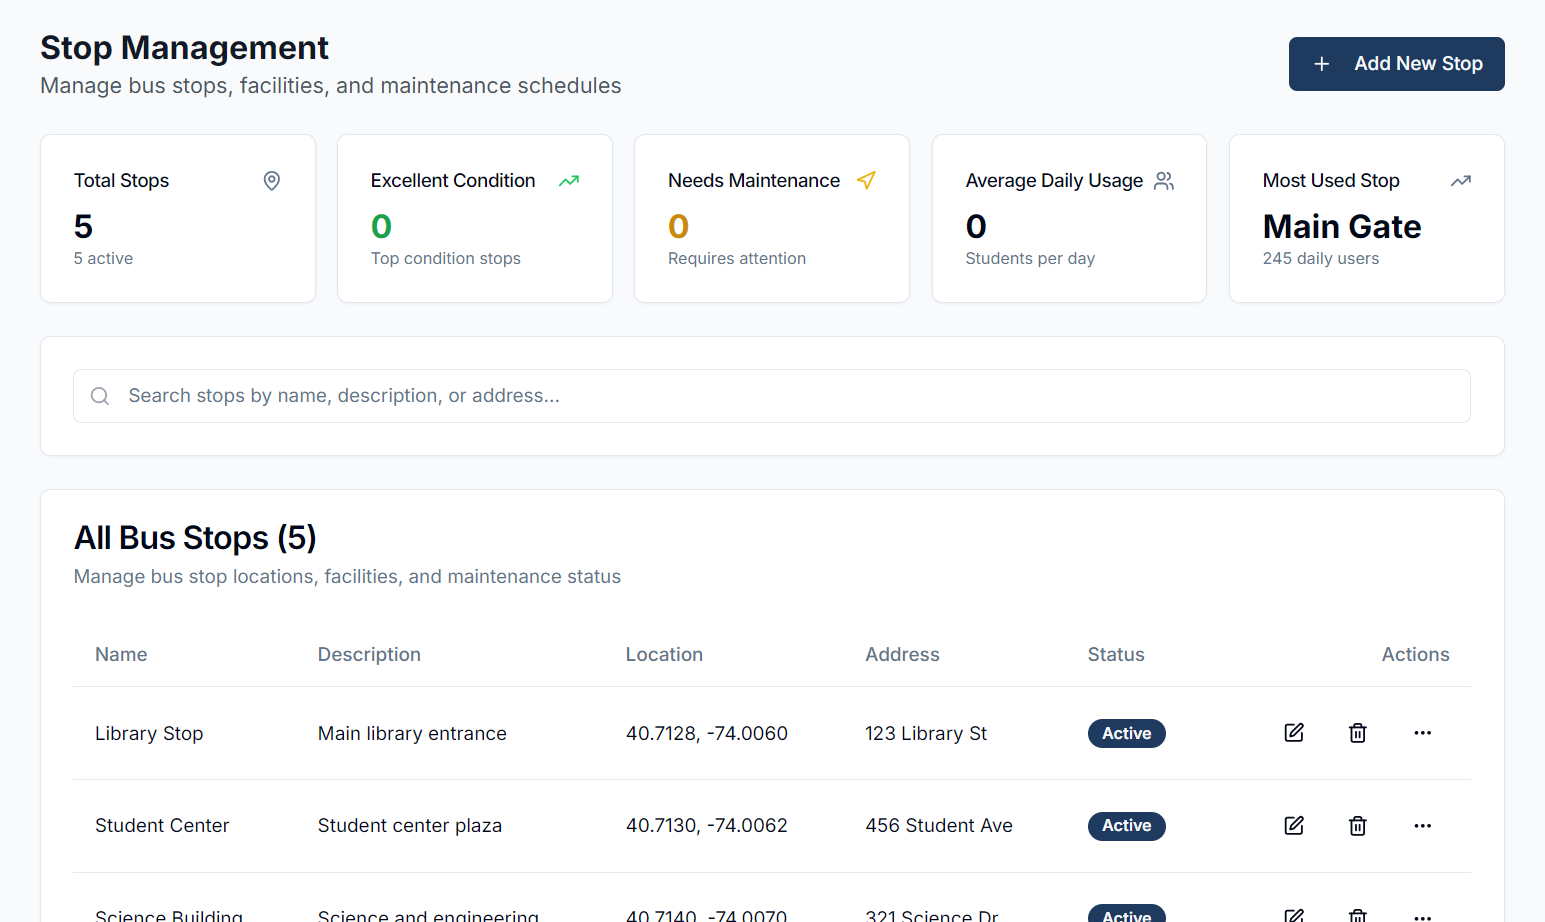 Stop Management
Manage bus stops, facilities, and maintenance schedules
Add New Stop
Total Stops
5
5 active
Excellent Condition
0
Top condition stops
Needs Maintenance
0
Requires attention
Average Daily Usage
0
Students per day
Most Used Stop
Main Gate
245 daily users
Search stops by name, description, or address...
All Bus Stops (5)
Manage bus stop locations, facilities, and maintenance status
Name Description Location Address Status Actions
Library Stop Main library entrance 40.7128, -74.0060 123 Library St Active
Student Center Student center plaza 40.7130, -74.0062 456 Student Ave Active
Science Building Science and engineering 40.7140, -74.0070 321 Science Dr Active